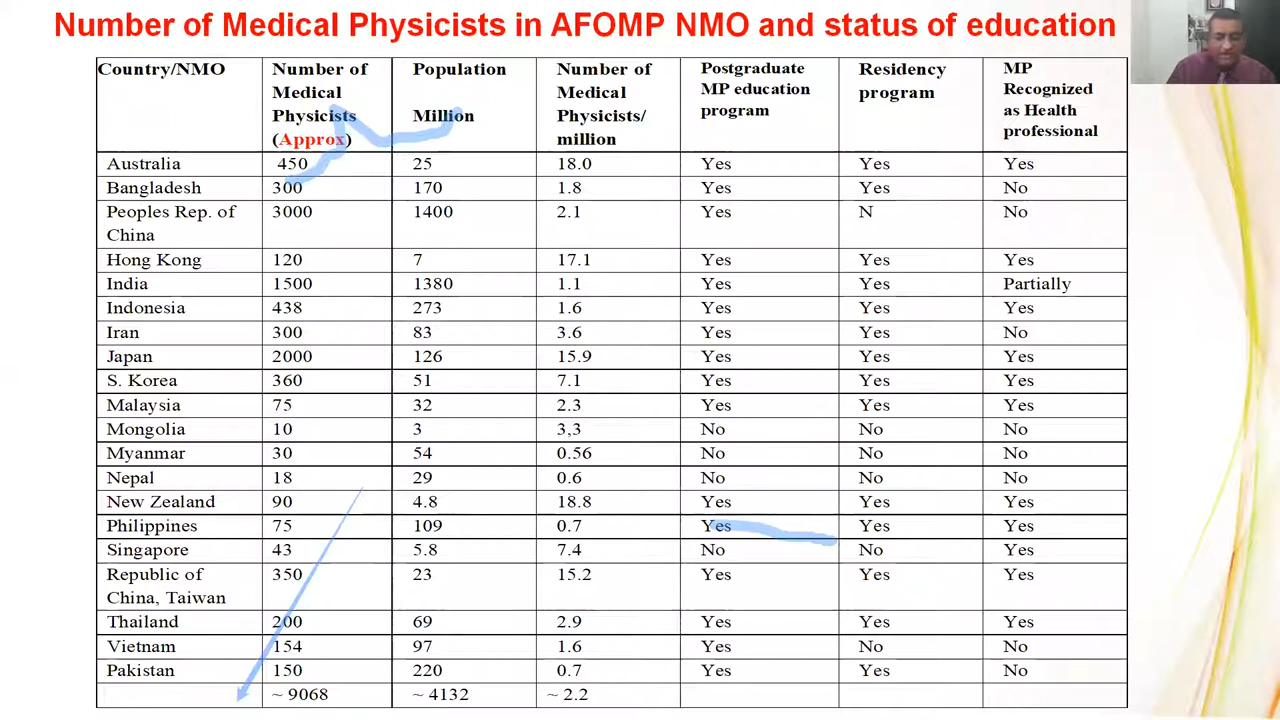 Number of Medical Physicists in AFOMP NMO and status of education
Country/NMO Number of Medical Physicists (Approx) Population Million Number of Medical Physicists/ million Postgraduate MP education program Residency program MP Recognized as Health professional
Australia 450 25 18.0 Yes Yes Yes
Bangladesh 300 170 1.8 Yes Yes No
Peoples Rep. of China 3000 1400 2.1 Yes N No
Hong Kong 120 7 17.1 Yes Yes Yes
India 1500 1380 1.1 Yes Yes Partially
Indonesia 438 273 1.6 Yes Yes Yes
Iran 300 83 3.6 Yes Yes No
Japan 2000 126 15.9 Yes Yes Yes
S. Korea 360 51 7.1 Yes Yes Yes
Malaysia 75 32 2.3 Yes Yes Yes
Mongolia 10 3 3,3 No No No
Myanmar 30 54 0.56 No No No
Nepal 18 29 0.6 No No No
New Zealand 90 4.8 18.8 Yes Yes Yes
Philippines 75 109 0.7 Yes Yes Yes
Singapore 43 5.8 7.4 No No Yes
Republic of China, Taiwan 350 23 15.2 Yes Yes Yes
Thailand 200 69 2.9 Yes Yes Yes
Vietnam 154 97 1.6 Yes No No
Pakistan 150 220 0.7 Yes Yes No
~ 9068 ~ 4132 ~ 2.2